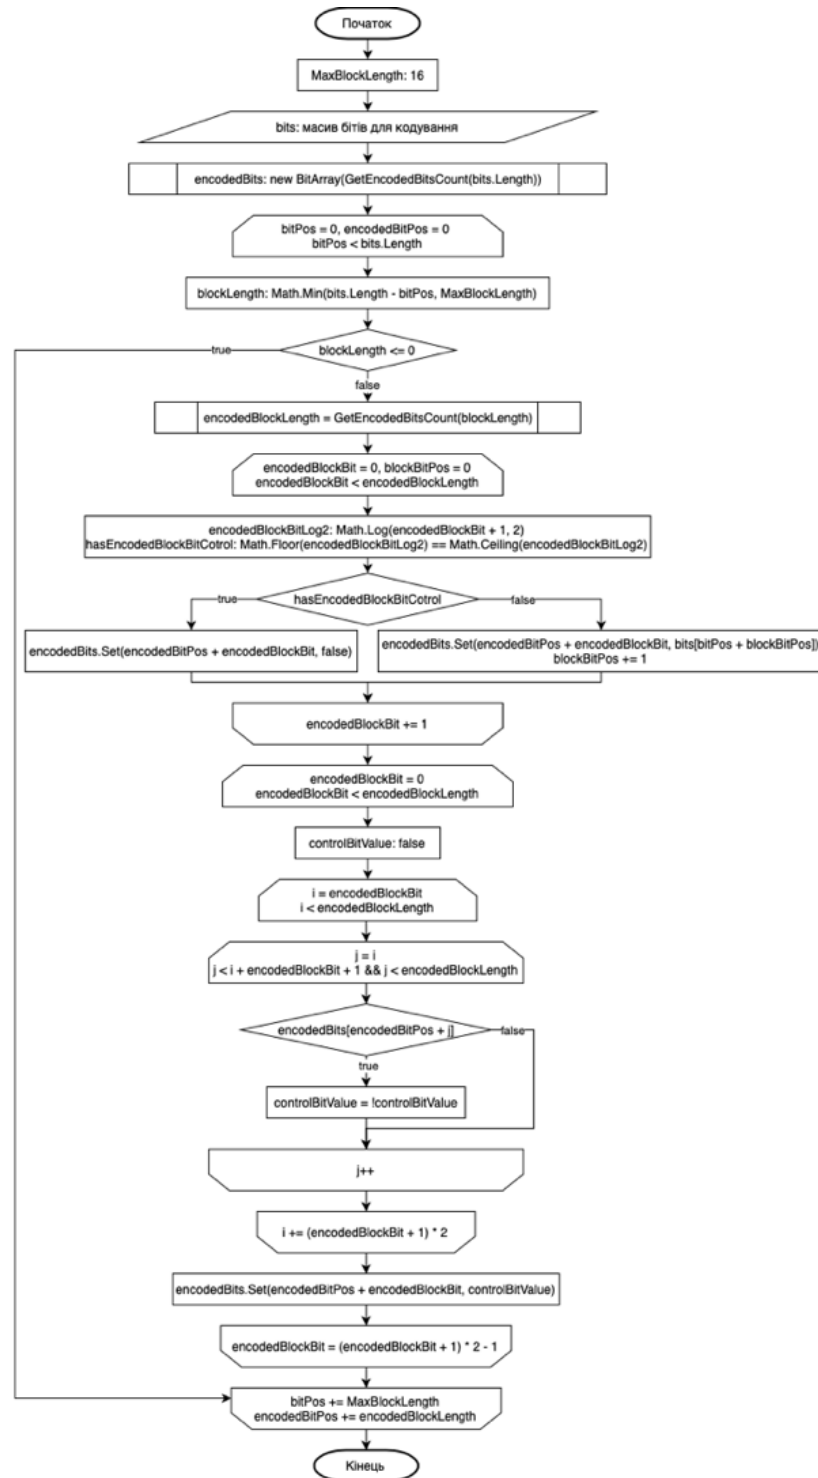 Початок
MaxBlockLength: 16
bits: масив бітів для кодування
encodedBits: new BitArray(GetEncodedBitsCount(bits.Length))
bitPos = 0, encodedBitPos = 0
bitPos < bits.Length
blockLength: Math.Min(bits.Length - bitPos, MaxBlockLength)
true
blockLength <= 0
false
encodedBlockLength = GetEncodedBitsCount(blockLength)
encodedBlockBit = 0, blockBitPos = 0
encodedBlockBit < encodedBlockLength
encodedBlockBitLog2: Math.Log(encodedBlockBit + 1, 2)
hasEncodedBlockBitCotrol: Math.Floor(encodedBlockBitLog2) == Math.Ceiling(encodedBlockBitLog2)
true
hasEncodedBlockBitCotrol
false
encodedBits.Set(encodedBitPos + encodedBlockBit, false)
encodedBits.Set(encodedBitPos + encodedBlockBit, bits[bitPos + blockBitPos])
blockBitPos += 1
encodedBlockBit += 1
encodedBlockBit = 0
encodedBlockBit < encodedBlockLength
controlBitValue: false
i = encodedBlockBit
i < encodedBlockLength
j = i
j < i + encodedBlockBit + 1 && j < encodedBlockLength
encodedBits[encodedBitPos + j]
false
true
controlBitValue = !controlBitValue
j++
i += (encodedBlockBit + 1) * 2
encodedBits.Set(encodedBitPos + encodedBlockBit, controlBitValue)
encodedBlockBit = (encodedBlockBit + 1) * 2 - 1
bitPos += MaxBlockLength
encodedBitPos += encodedBlockLength
Кінець